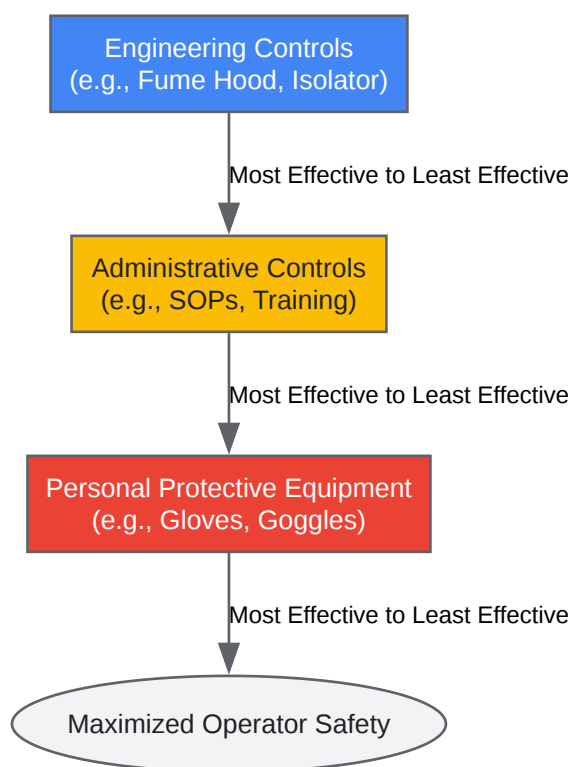 Engineering Controls
(e.g., Fume Hood, Isolator)
Most Effective to Least Effective
Administrative Controls
(e.g., SOPs, Training)
Most Effective to Least Effective
Personal Protective Equipment
(e.g., Gloves, Goggles)
Most Effective to Least Effective
Maximized Operator Safety